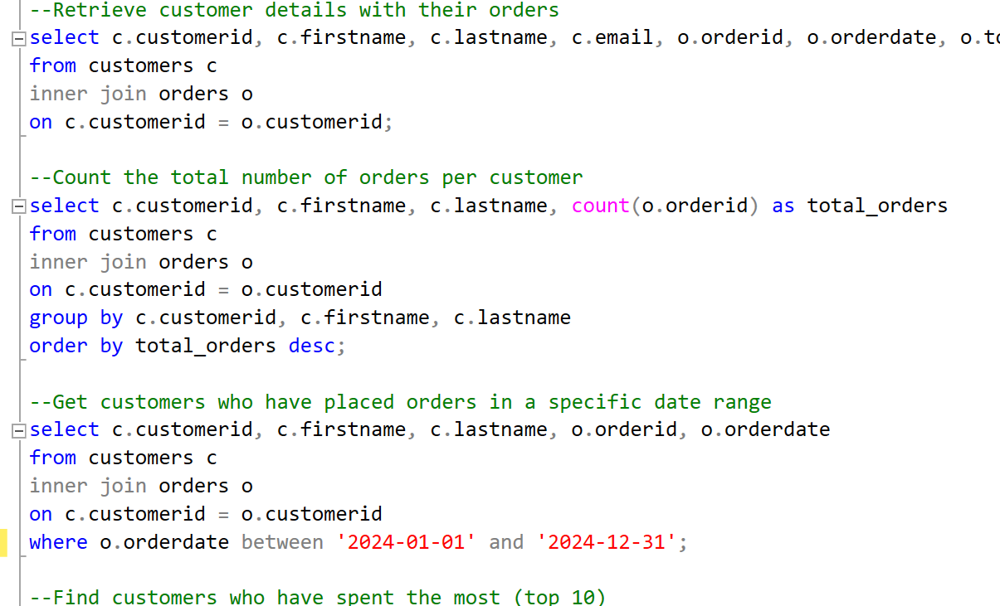 --Retrieve customer details with their orders
select c.customerid, c.firstname, c.lastname, c.email, o.orderid, o.orderdate,
from customers c
inner join orders o
on c.customerid = o.customerid;
--Count the total number of orders per customer
select c.customerid, c.firstname, c.lastname, count(o.orderid) as total_orders
from customers c
inner join orders o
on c.customerid = o.customerid
group by c.customerid, c.firstname, c.lastname
order by total_orders desc;
--Get customers who have placed orders in a specific date range
select c.customerid, c.firstname, c.lastname, o.orderid, o.orderdate
from customers c
inner join orders o
on c.customerid = o.customerid
where o.orderdate between '2024-01-01' and '2024-12-31';
--Find customers who have spent the most (top 10)